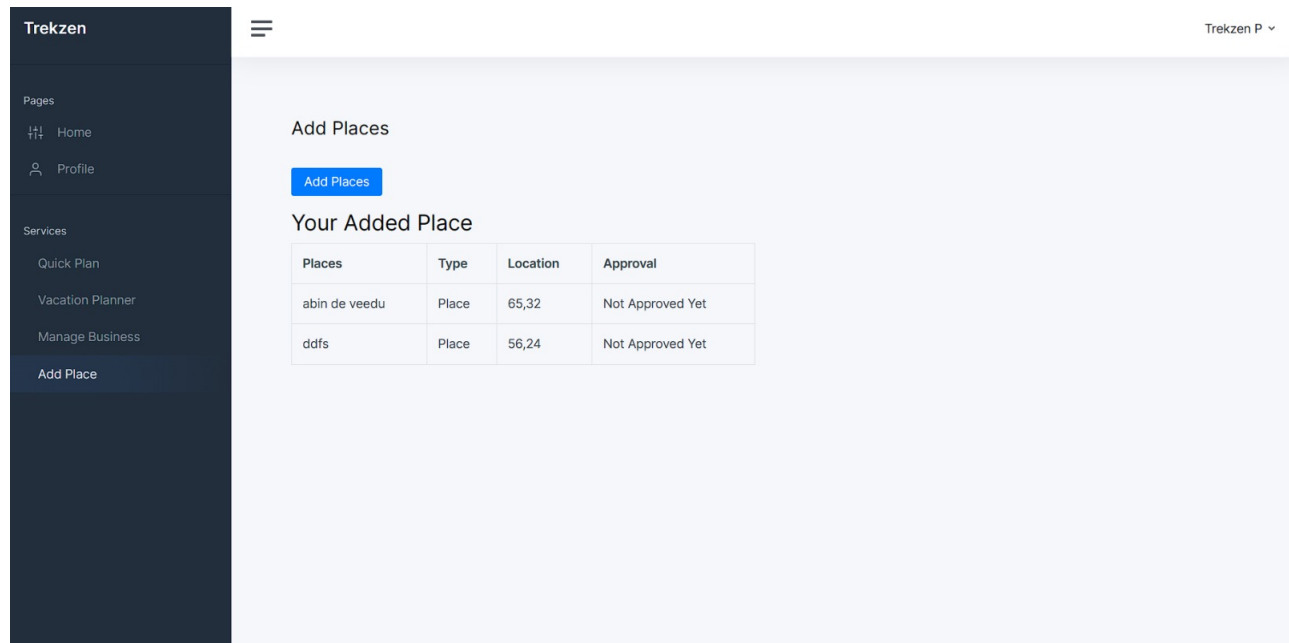 Trekzen
Trekzen P
Pages
Home
Profile
Services
Quick Plan
Vacation Planner
Manage Business
Add Place
Add Places
Add Places
Your Added Place
Places Type Location Approval
abin de veedu Place 65,32 Not Approved Yet
ddfs Place 56,24 Not Approved Yet